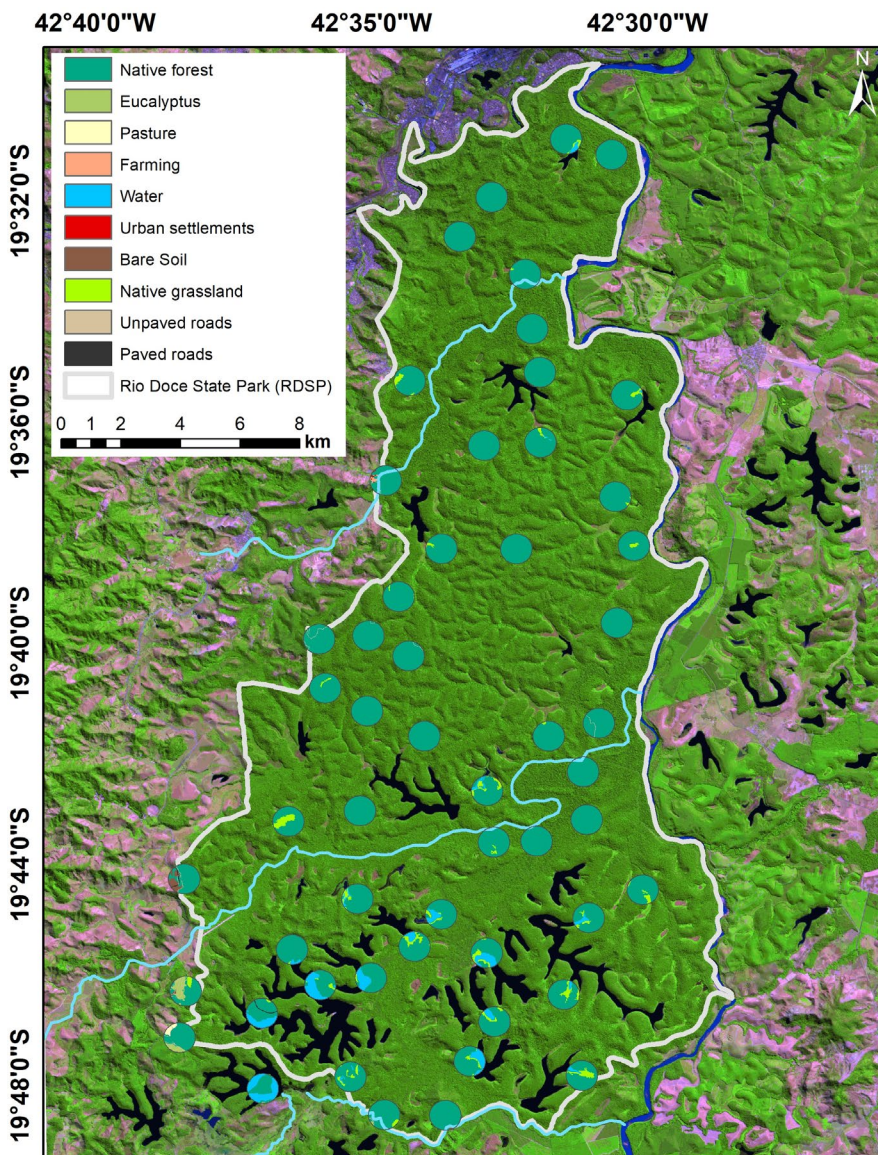 42°40'0"W 42°35'0"W 42°30'0"W
N
Native forest
Eucalyptus
Pasture
Farming
Water
Urban settlements
Bare Soil
Native grassland
Unpaved roads
Paved roads
Rio Doce State Park (RDSP)
0 2 4 8
km
19°32'0"S
19°36'0"S
19°40'0"S
19°44'0"S
19°48'0"S